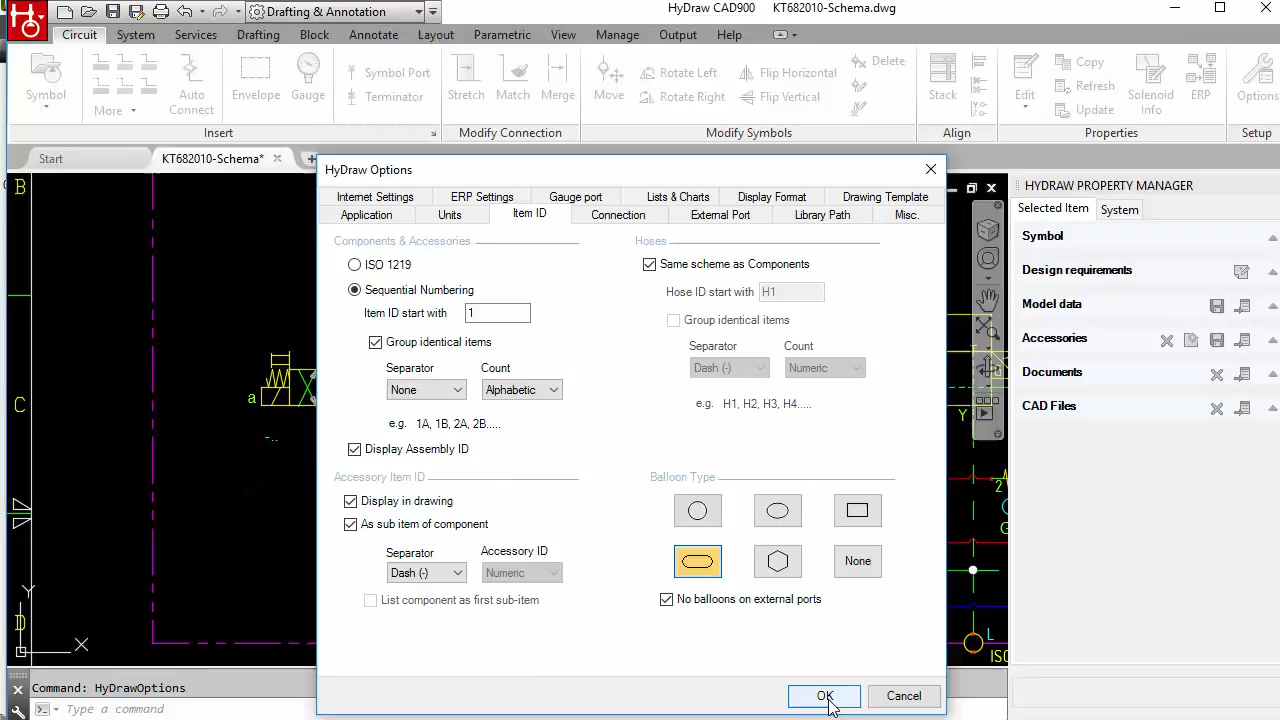 Drafting & Annotation
HyDraw CAD900 KT682010-Schema.dwg
Circuit System Services Drafting Block Annotate Layout Parametric View Manage Output Help
Symbol
More
Auto Connect
Envelope
Gauge
Symbol Port
Terminator
Stretch
Match
Merge
Move
Rotate Left
Rotate Right
Flip Horizontal
Flip Vertical
Delete
Stack
Edit
Copy
Refresh
Update
Solenoid Info
ERP
Options
Insert Modify Connection Modify Symbols Align Properties Setup
Start
KT682010-Schema*
HyDraw Options
Internet Settings ERP Settings Gauge port Lists & Charts Display Format Drawing Template
Application Units Item ID Connection External Port Library Path Misc.
Components & Accessories
ISO 1219
Sequential Numbering
Item ID start with 1
Group identical items
Separator Count
None Alphabetic
e.g. 1A, 1B, 2A, 2B.....
Display Assembly ID
Accessory Item ID
Display in drawing
As sub item of component
Separator Accessory ID
Dash (-) Numeric
List component as first sub-item
Hoses
Same scheme as Components
Hose ID start with H1
Group identical items
Separator Count
Dash (-) Numeric
e.g. H1, H2, H3, H4.....
Balloon Type
None
No balloons on external ports
OK Cancel
HYDRAW PROPERTY MANAGER
Selected Item System
Symbol
Design requirements
Model data
Accessories
Documents
CAD Files
B
C
D
a
Y
X
Y
2
G
L
ISO
Command: HyDrawOptions
Type a command